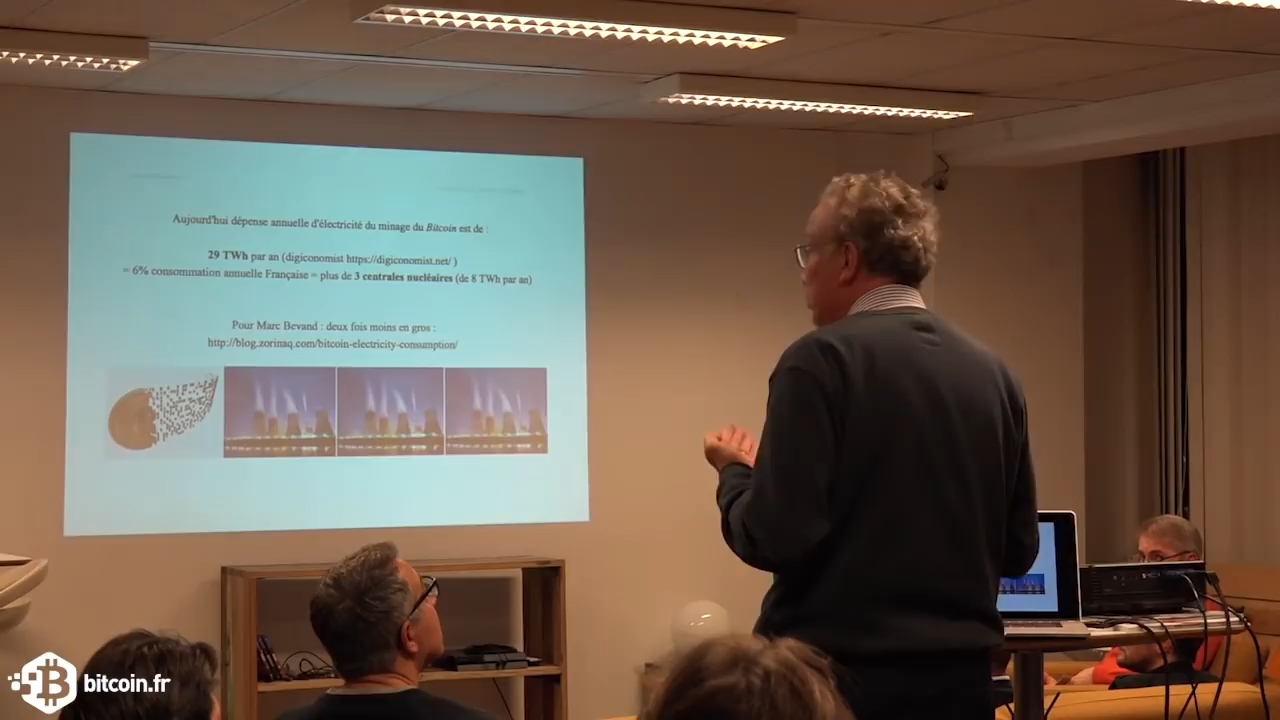 Aujourd'hui dépense annuelle d'électricité du minage du Bitcoin est de :
29 TWh par an (digiconomist https://digiconomist.net/ )
= 6% consommation annuelle Française = plus de 3 centrales nucléaires (de 8 TWh par an)
Pour Marc Bevand : deux fois moins en gros :
http://blog.zorinaq.com/bitcoin-electricity-consumption/
bitcoin.fr